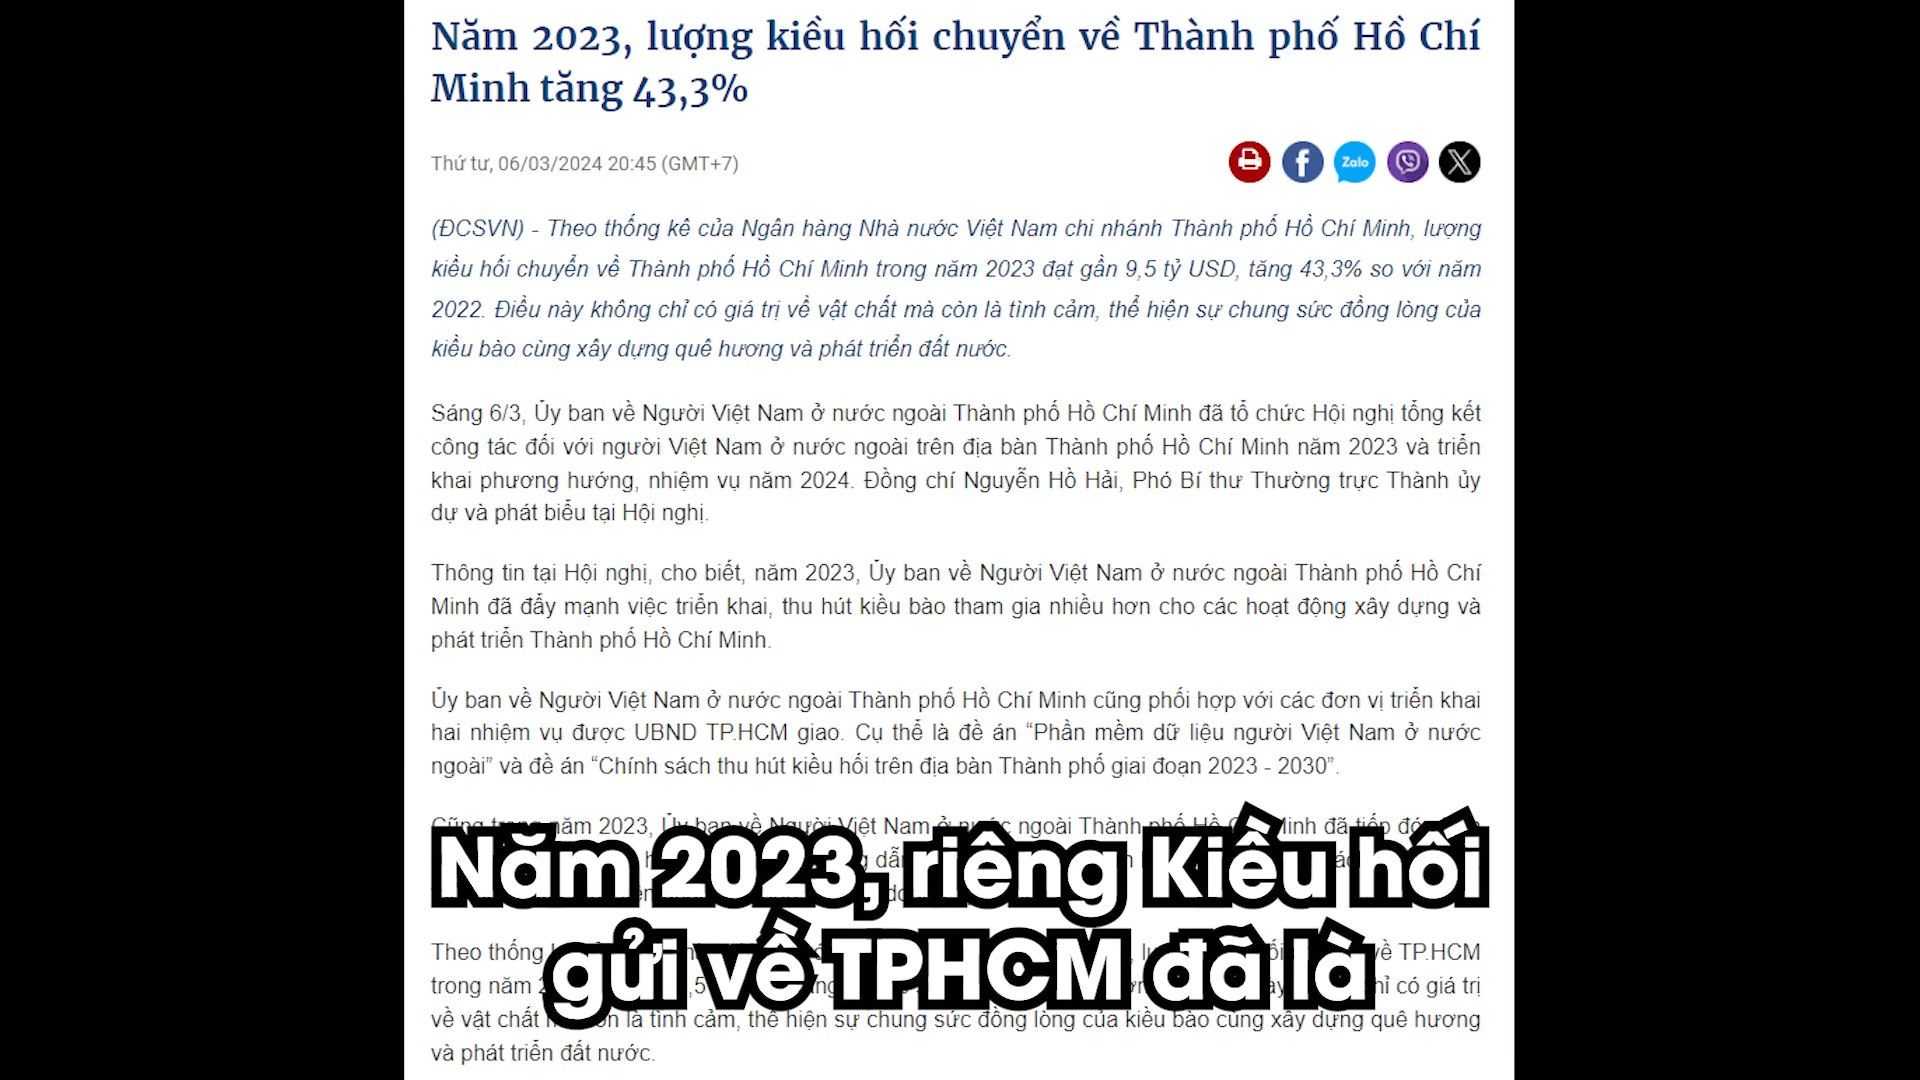 Năm 2023, lượng kiều hối chuyển về Thành phố Hồ Chí
Minh tăng 43,3%
Thứ tư, 06/03/2024 20:45 (GMT+7)
Zalo
(ĐCSVN) - Theo thống kê của Ngân hàng Nhà nước Việt Nam chi nhánh Thành phố Hồ Chí Minh, lượng
kiều hối chuyển về Thành phố Hồ Chí Minh trong năm 2023 đạt gần 9,5 tỷ USD, tăng 43,3% so với năm
2022. Điều này không chỉ có giá trị về vật chất mà còn là tình cảm, thể hiện sự chung sức đồng lòng của
kiều bào cùng xây dựng quê hương và phát triển đất nước.
Sáng 6/3, Ủy ban về Người Việt Nam ở nước ngoài Thành phố Hồ Chí Minh đã tổ chức Hội nghị tổng kết
công tác đối với người Việt Nam ở nước ngoài trên địa bàn Thành phố Hồ Chí Minh năm 2023 và triển
khai phương hướng, nhiệm vụ năm 2024. Đồng chí Nguyễn Hồ Hải, Phó Bí thư Thường trực Thành ủy
dự và phát biểu tại Hội nghị.
Thông tin tại Hội nghị, cho biết, năm 2023, Ủy ban về Người Việt Nam ở nước ngoài Thành phố Hồ Chí
Minh đã đẩy mạnh việc triển khai, thu hút kiều bào tham gia nhiều hơn cho các hoạt động xây dựng và
phát triển Thành phố Hồ Chí Minh.
Ủy ban về Người Việt Nam ở nước ngoài Thành phố Hồ Chí Minh cũng phối hợp với các đơn vị triển khai
hai nhiệm vụ được UBND TP.HCM giao. Cụ thể là đề án “Phần mềm dữ liệu người Việt Nam ở nước
ngoài” và đề án “Chính sách thu hút kiều hối trên địa bàn Thành phố giai đoạn 2023 - 2030”.
Cũng trong năm 2023, Ủy ban về Người Việt Nam ở nước ngoài Thành phố Hồ Minh đã tiếp
Năm 2023, riêng Kiều hối
gửi về TPHCM đã là
Theo thống về TP.HCM
trong năm chỉ có giá trị
về vật chất là tình cảm, thể hiện sự chung sức đồng lòng của kiều bào cùng xây dựng quê hương
và phát triển đất nước.